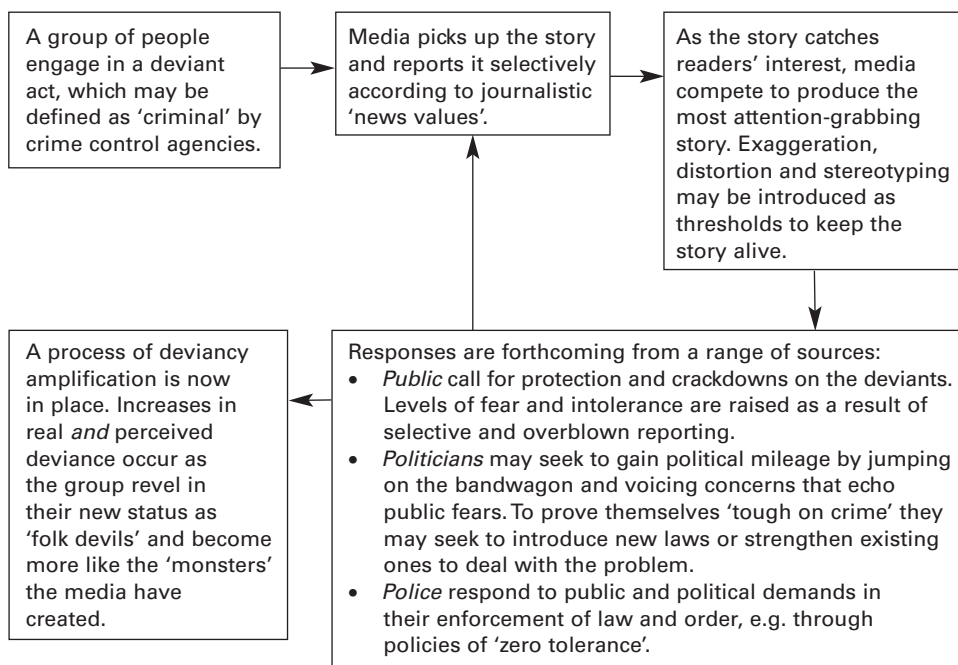 A group of people
engage in a deviant
act, which may be
defined as ‘criminal’ by
crime control agencies.
Media picks up the story
and reports it selectively
according to journalistic
‘news values’.
As the story catches
readers’ interest, media
compete to produce the
most attention-grabbing
story. Exaggeration,
distortion and stereotyping
may be introduced as
thresholds to keep the
story alive.
Responses are forthcoming from a range of sources:
• Public call for protection and crackdowns on the deviants.
Levels of fear and intolerance are raised as a result of
selective and overblown reporting.
• Politicians may seek to gain political mileage by jumping
on the bandwagon and voicing concerns that echo
public fears. To prove themselves ‘tough on crime’ they
may seek to introduce new laws or strengthen existing
ones to deal with the problem.
• Police respond to public and political demands in
their enforcement of law and order, e.g. through
policies of ‘zero tolerance’.
A process of deviancy
amplification is now
in place. Increases in
real and perceived
deviance occur as
the group revel in
their new status as
‘folk devils’ and become
more like the ‘monsters’
the media have
created.